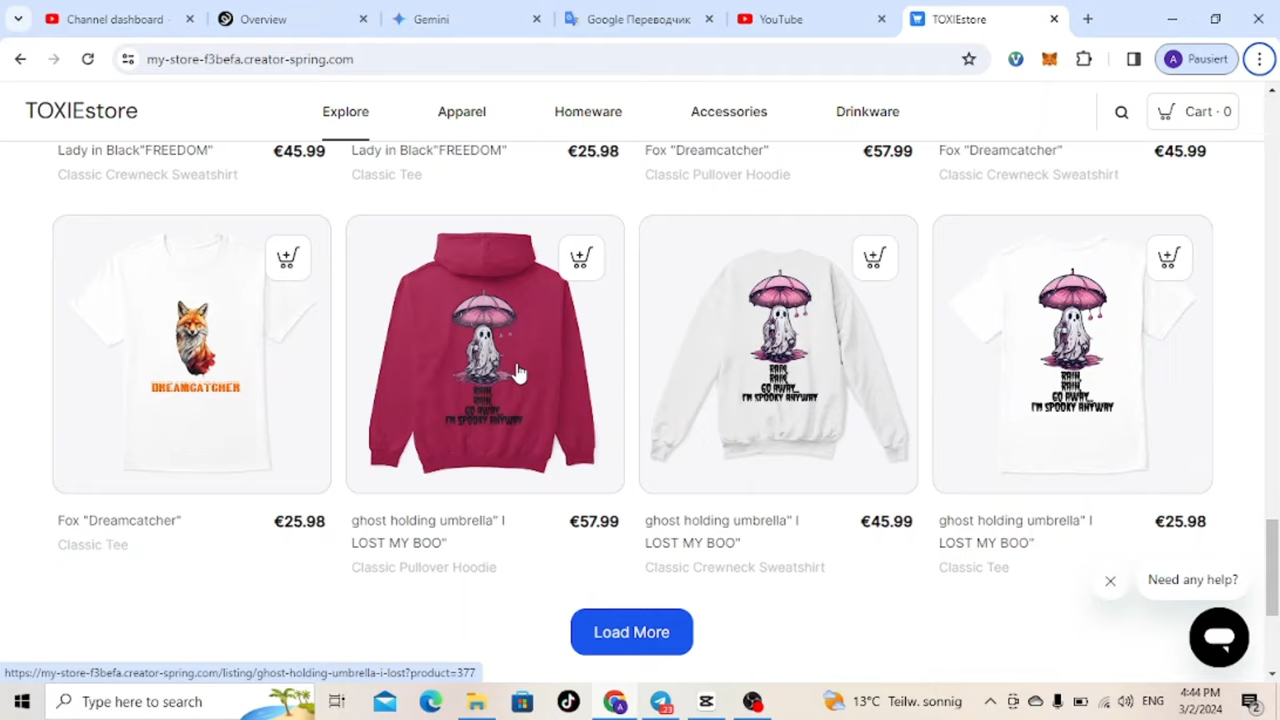 Channel dashboard
Overview
Gemini
Google Переводчик
YouTube
TOXIEstore
my-store-f3befa.creator-spring.com
A
Pausiert
TOXIEstore
Explore
Apparel
Homeware
Accessories
Drinkware
Cart · 0
Lady in Black"FREEDOM"
€45.99
Classic Crewneck Sweatshirt
Lady in Black"FREEDOM"
€25.98
Classic Tee
Fox "Dreamcatcher"
€57.99
Classic Pullover Hoodie
Fox "Dreamcatcher"
€45.99
Classic Crewneck Sweatshirt
DREAMCATCHER
RAIN,
RAIN,
GO AWAY...
I'M SPOOKY ANYWAY
RAIN,
RAIN,
GO AWAY...
I'M SPOOKY ANYWAY
RAIN,
RAIN,
GO AWAY...
I'M SPOOKY ANYWAY
Fox "Dreamcatcher"
€25.98
Classic Tee
ghost holding umbrella" I
LOST MY BOO"
€57.99
Classic Pullover Hoodie
ghost holding umbrella" I
LOST MY BOO"
€45.99
Classic Crewneck Sweatshirt
ghost holding umbrella" I
LOST MY BOO"
€25.98
Classic Tee
Need any help?
Load More
https://my-store-f3befa.creator-spring.com/listing/ghost-holding-umbrella-i-lost?product=377
Type here to search
A
23
13°C Teilw. sonnig
ENG
4:44 PM
3/2/2024
2